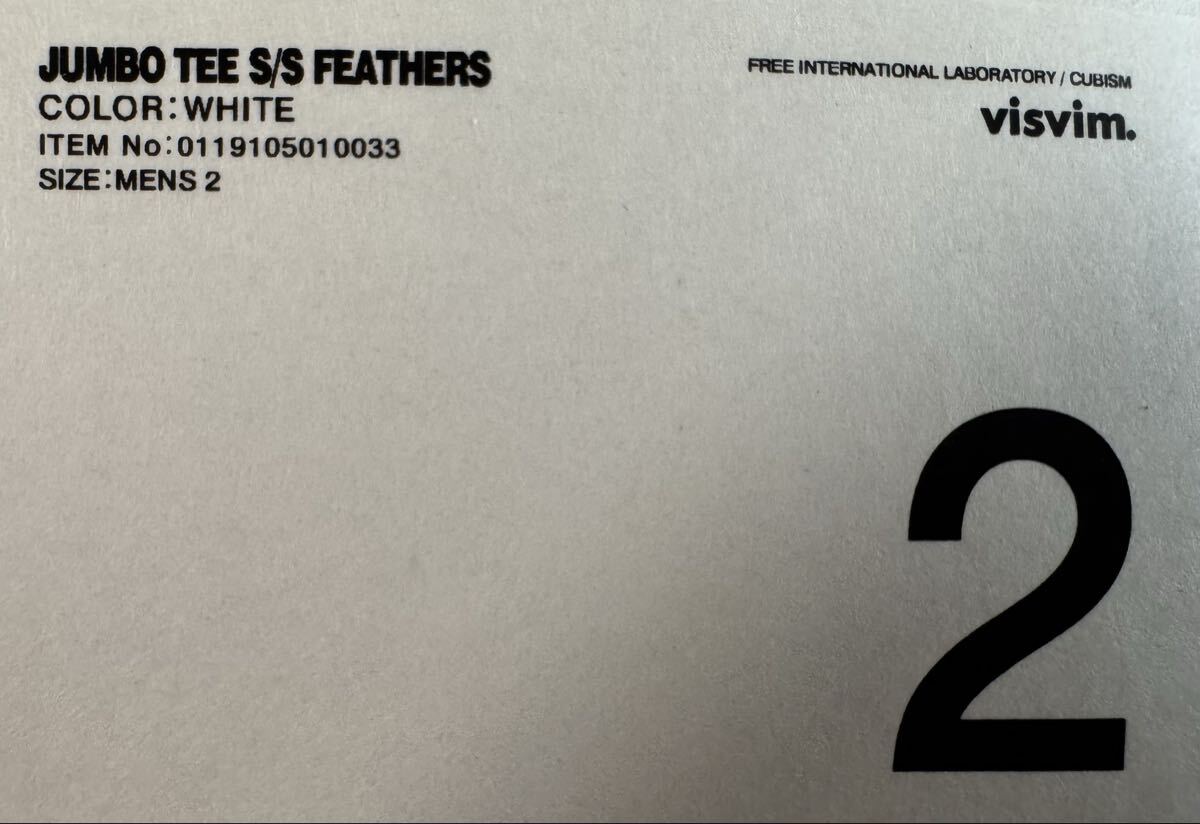 JUMBO TEE S/S FEATHERS
COLOR:WHITE
ITEM No:0119105010033
SIZE:MENS 2
FREE INTERNATIONAL LABORATORY / CUBISM
visvim.
2